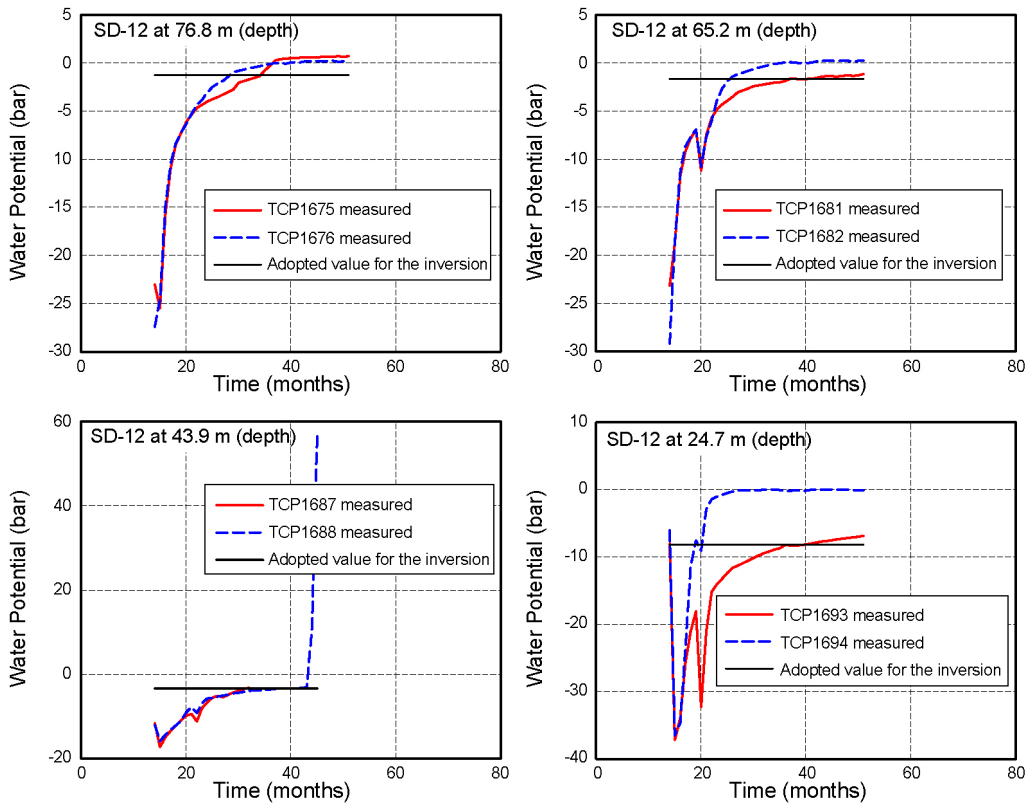 SD-12 at 76.8 m (depth)
5
0
-5
-10
-15
-20
-25
-30
Water Potential (bar)
TCP1675 measured
TCP1676 measured
Adopted value for the inversion
0
20
40
60
80
Time (months)
SD-12 at 65.2 m (depth)
5
0
-5
-10
-15
-20
-25
-30
Water Potential (bar)
TCP1681 measured
TCP1682 measured
Adopted value for the inversion
0
20
40
60
80
Time (months)
SD-12 at 43.9 m (depth)
60
40
20
0
-20
Water Potential (bar)
TCP1687 measured
TCP1688 measured
Adopted value for the inversion
0
20
40
60
80
Time (months)
SD-12 at 24.7 m (depth)
10
0
-10
-20
-30
-40
Water Potential (bar)
TCP1693 measured
TCP1694 measured
Adopted value for the inversion
0
20
40
60
80
Time (months)